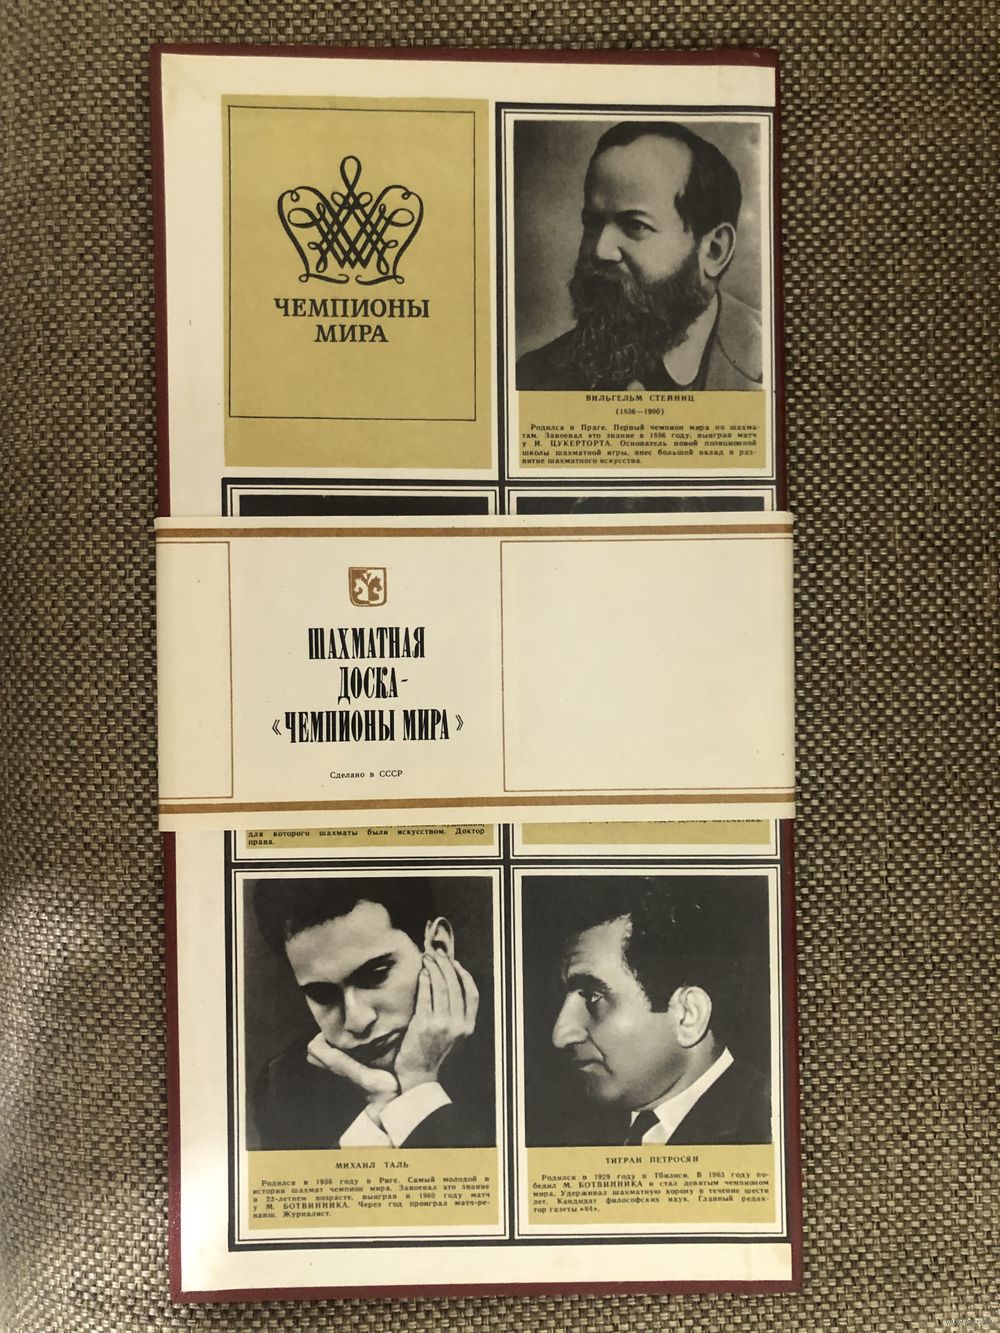 ЧЕМПИОНЫ
МИРА
ВИЛЬГЕЛЬМ СТЕЙНИЦ
(1836—1900)
Родился в Праге. Первый чемпион мира по шахма-
там. Завоевал это звание в 1886 году, выиграв матч
у И. ЦУКЕРТОРТА. Основатель новой позиционной
школы шахматной игры, внес большой вклад в раз-
витие шахматного искусства.
ШАХМАТНАЯ
ДОСКА-
«ЧЕМПИОНЫ МИРА»
Сделано в СССР
для которого шахматы были искусством. Доктор
права.
МИХАИЛ ТАЛЬ
Родился в 1936 году в Риге. Самый молодой в
истории шахмат чемпион мира. Завоевал это звание
в 23-летнем возрасте, выиграв в 1960 году матч
у М. БОТВИННИКА. Через год проиграл матч-ре-
ванш. Журналист.
ТИГРАН ПЕТРОСЯН
Родился в 1929 году в Тбилиси. В 1963 году по-
бедил М. БОТВИННИКА и стал девятым чемпионом
мира. Удерживал шахматную корону в течение шести
лет. Кандидат философских наук. Главный редак-
тор газеты «64».